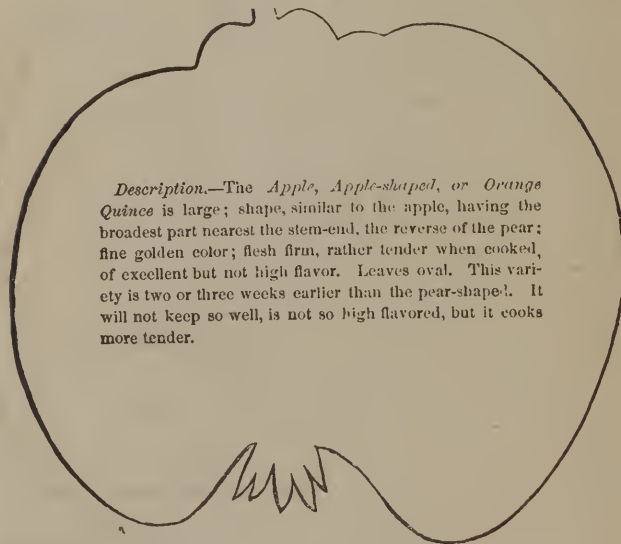 Description.—The Apple, Apple-shaped, or Orange
Quince is large; shape, similar to the apple, having the
broadest part nearest the stem-end, the reverse of the pear;
fine golden color; flesh firm, rather tender when cooked,
of excellent but not high flavor. Leaves oval. This vari-
ety is two or three weeks earlier than the pear-shaped. It
will not keep so well, is not so high flavored, but it cooks
more tender.